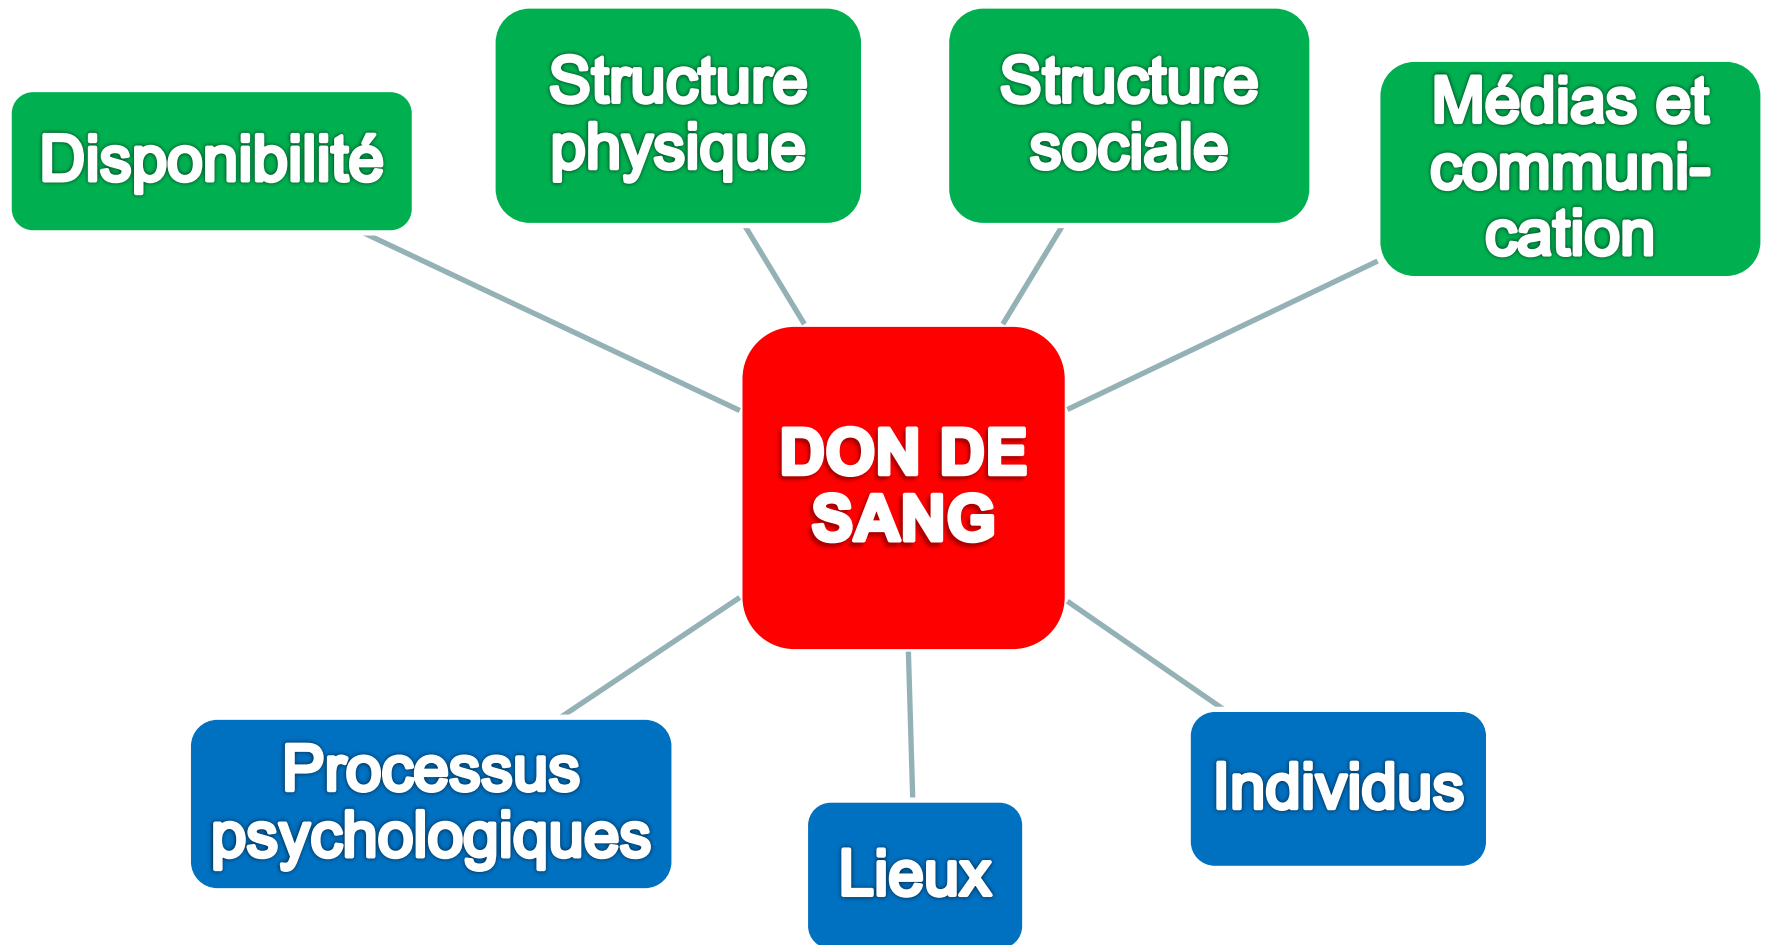 Disponibilité
Structure
physique
Structure
sociale
Médias et
communi-
cation
DON DE
SANG
Processus
psychologiques
Lieux
Individus